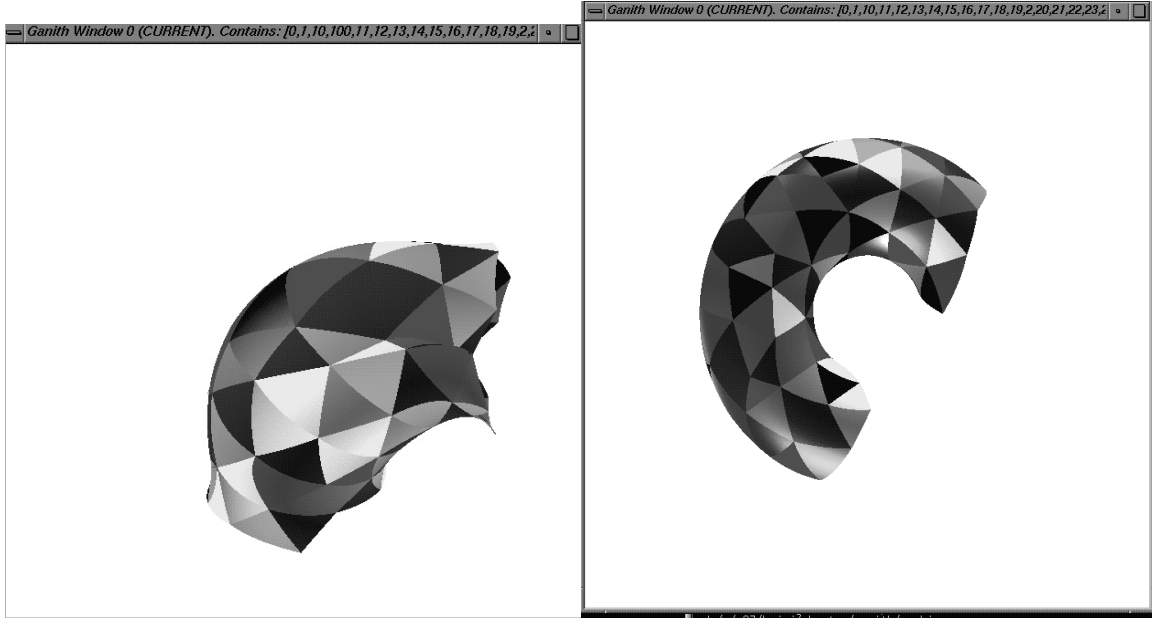 Ganith Window 0 (CURRENT). Contains: [0,1,10,100,11,12,13,14,15,16,17,18,19,2,2
Ganith Window 0 (CURRENT). Contains: [0,1,10,11,12,13,14,15,16,17,18,19,2,20,21,22,23,2